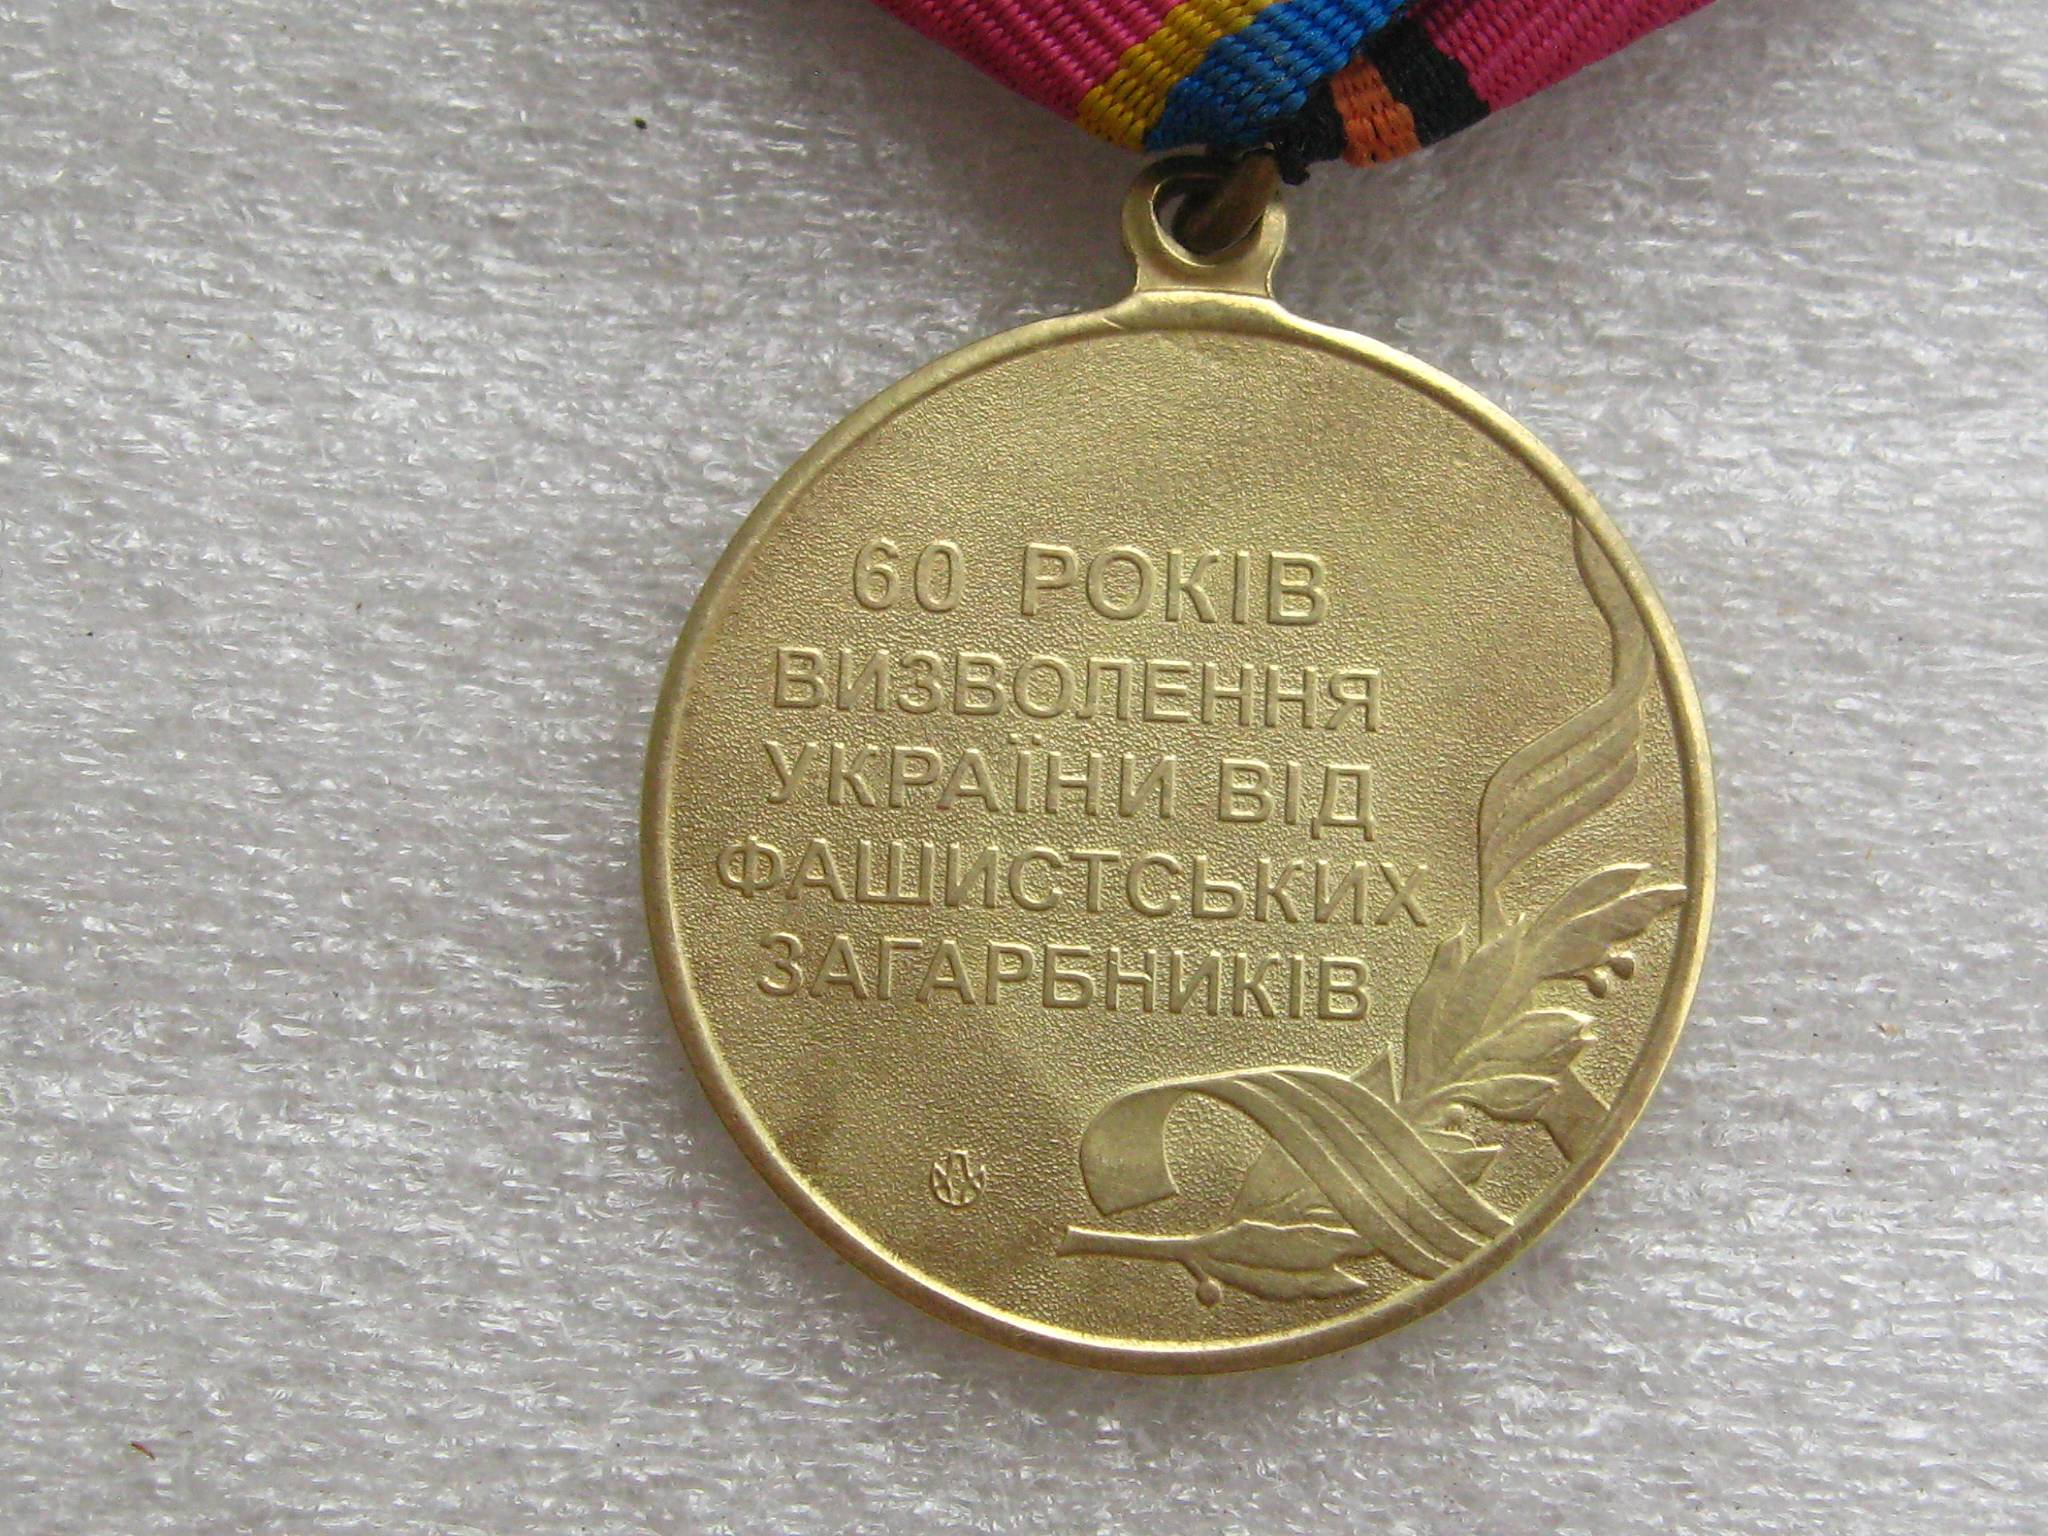 60 РОКІВ
ВИЗВОЛЕННЯ
УКРАЇНИ ВІД
ФАШИСТСЬКИХ
ЗАГАРБНИКІВ